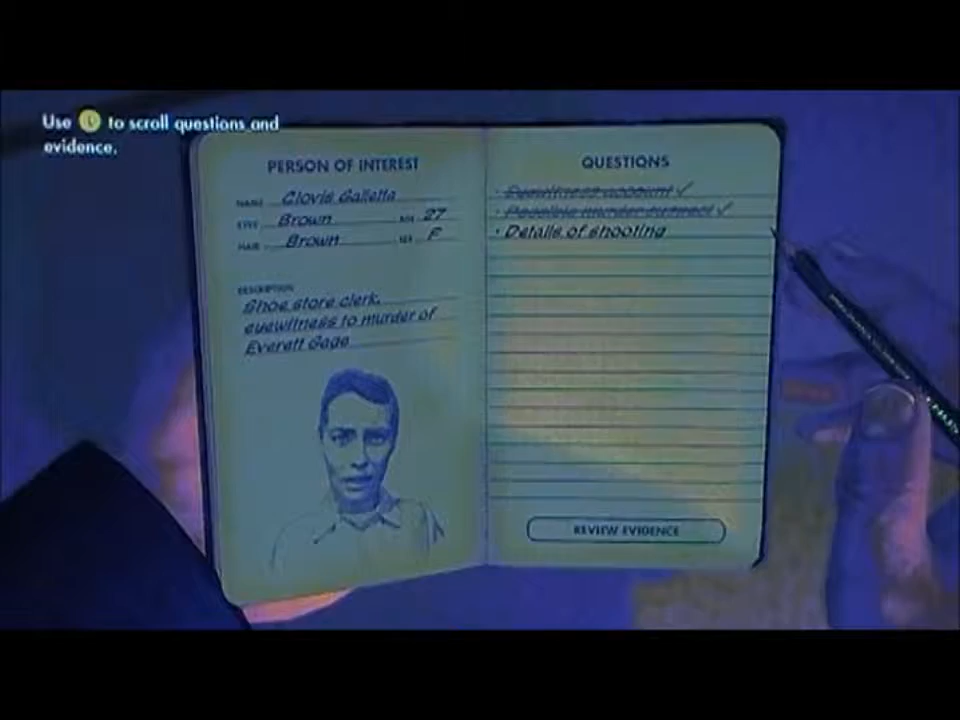 Use L to scroll questions and
evidence.
PERSON OF INTEREST
NAME Clovis Galletta
EYES Brown AGE 27
HAIR Brown SEX F
DESCRIPTION
Shoe store clerk,
eyewitness to murder of
Everett Gage
QUESTIONS
· Eyewitness account ✓
· Possible murder suspect ✓
· Details of shooting
REVIEW EVIDENCE